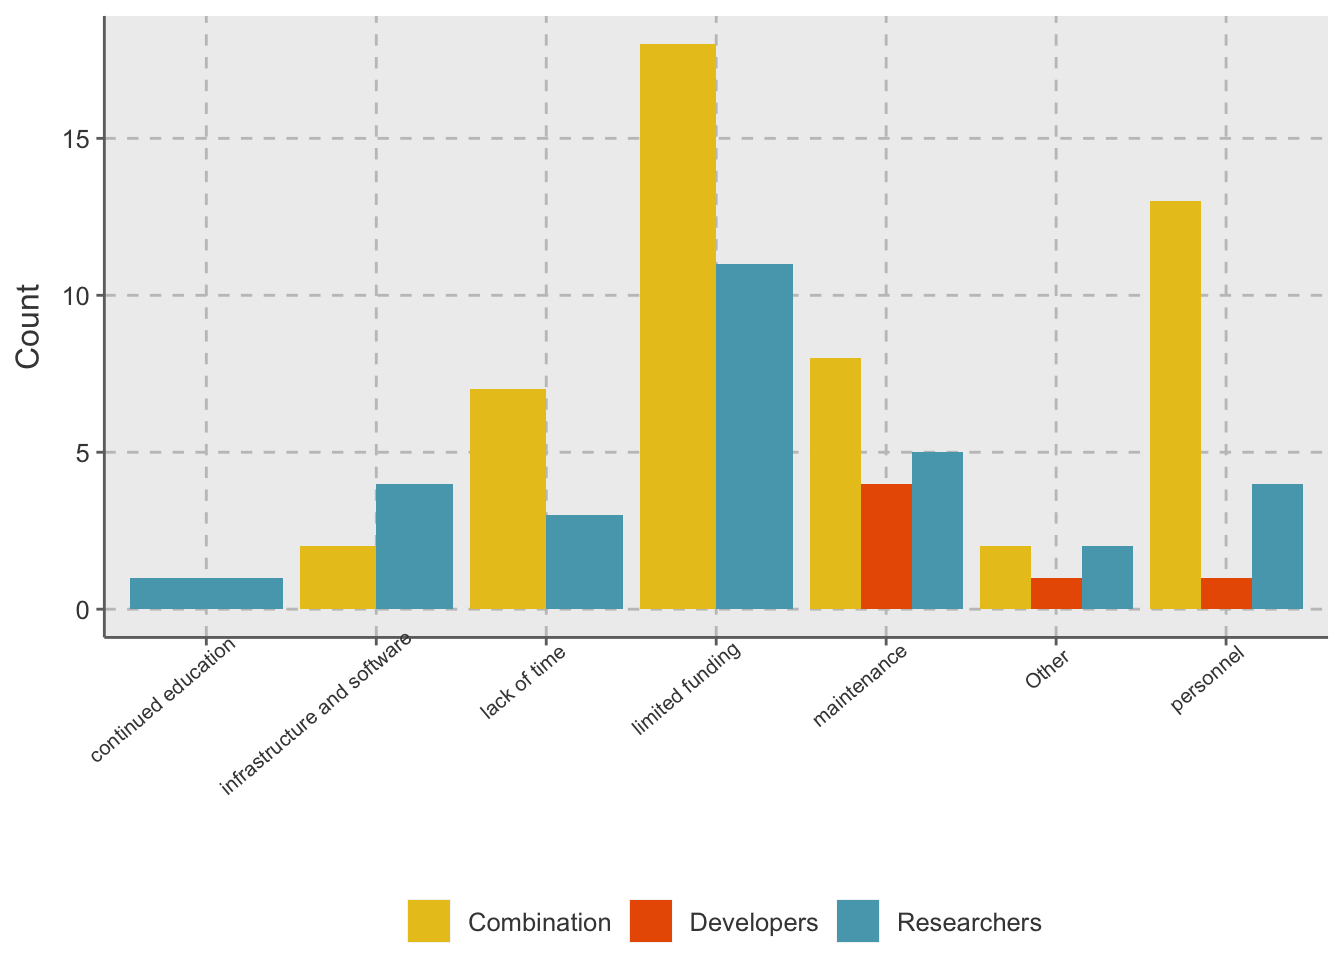 Count
15
10
5
0
continued education
infrastructure and software
lack of time
limited funding
maintenance
Other
personnel
Combination
Developers
Researchers